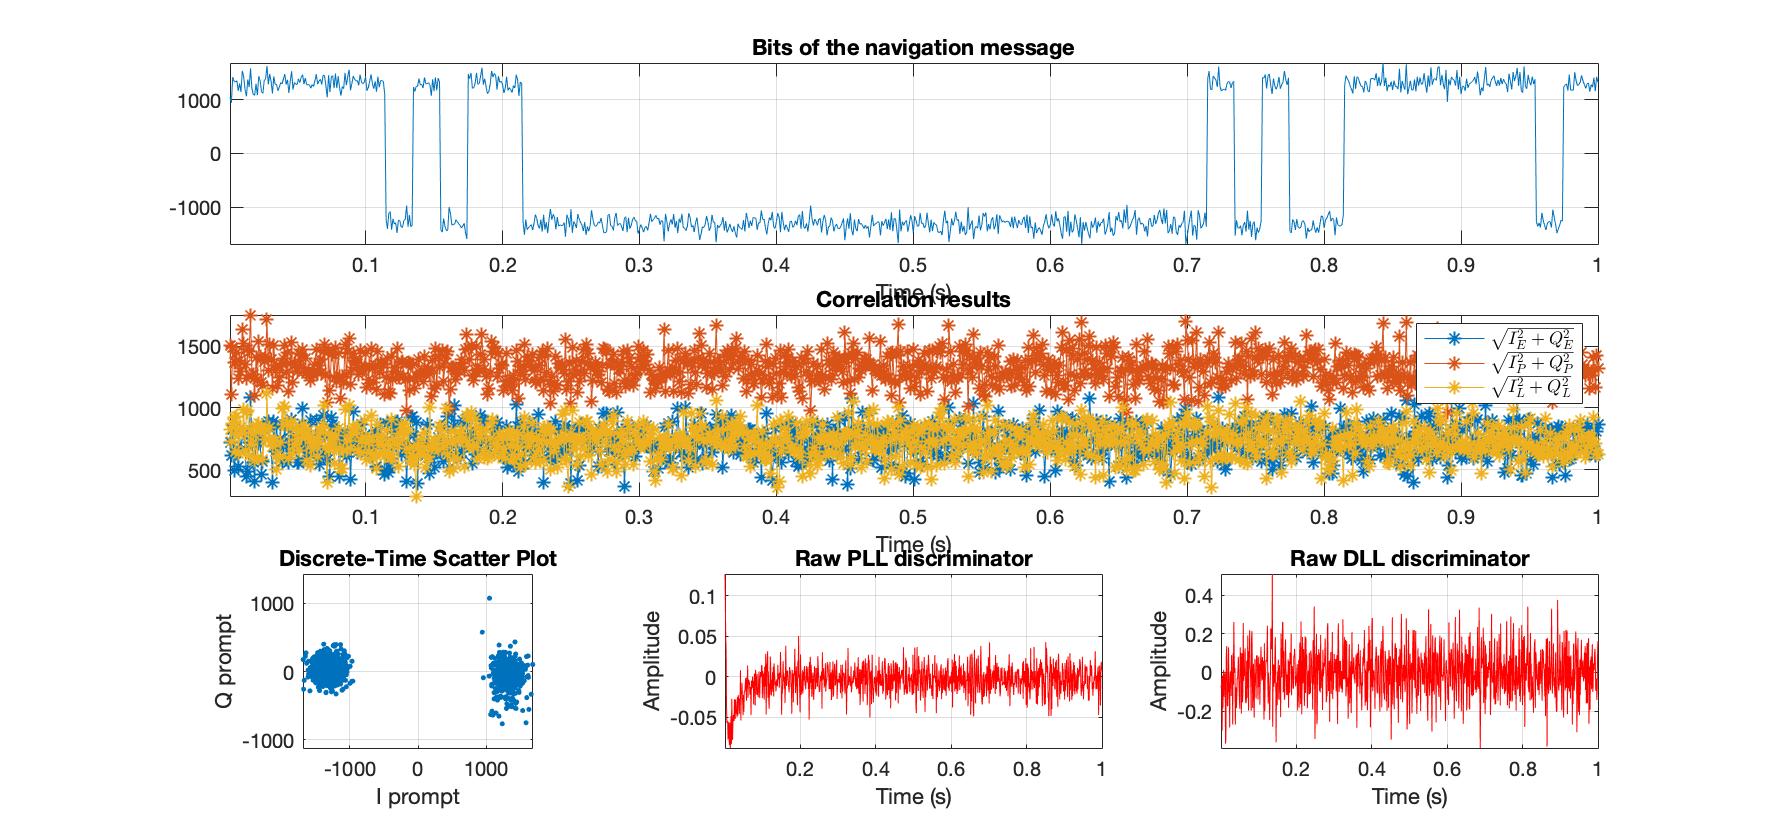 Bits of the navigation message
1000
0
-1000
0.1 0.2 0.3 0.4 0.5 0.6 0.7 0.8 0.9 1
Time (s)
Correlation results
1500
1000
500
√(I_E^2 + Q_E^2)
√(I_P^2 + Q_P^2)
√(I_L^2 + Q_L^2)
0.1 0.2 0.3 0.4 0.5 0.6 0.7 0.8 0.9 1
Time (s)
Discrete-Time Scatter Plot
Q prompt
1000
0
-1000
-1000 0 1000
I prompt
Raw PLL discriminator
Amplitude
0.1
0.05
0
-0.05
0.2 0.4 0.6 0.8 1
Time (s)
Raw DLL discriminator
Amplitude
0.4
0.2
0
-0.2
0.2 0.4 0.6 0.8 1
Time (s)